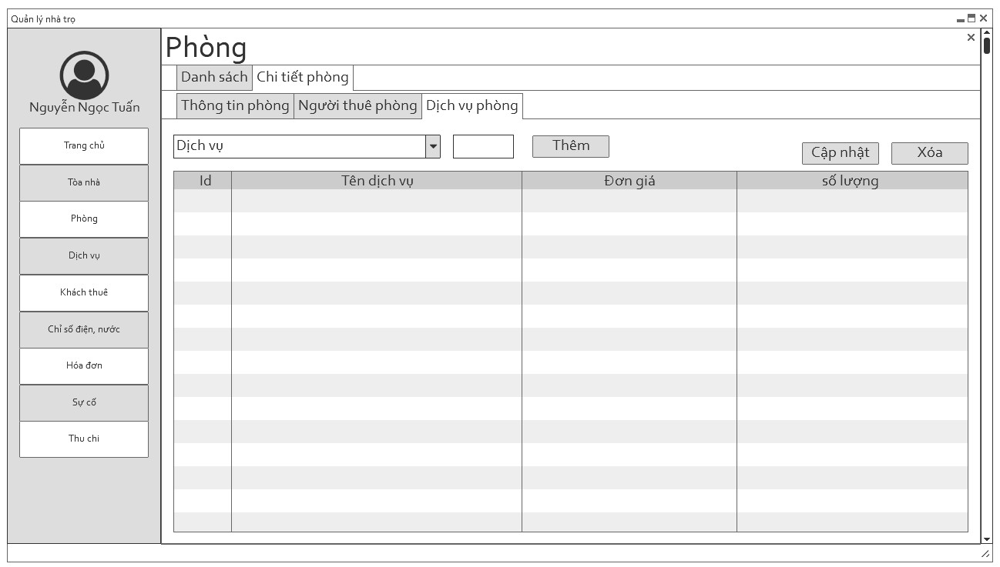 Quản lý nhà trọ
Nguyễn Ngọc Tuấn
Trang chủ
Tòa nhà
Phòng
Dịch vụ
Khách thuê
Chỉ số điện, nước
Hóa đơn
Sự cố
Thu chi
Phòng
Danh sách Chi tiết phòng
Thông tin phòng Người thuê phòng Dịch vụ phòng
Dịch vụ Thêm Cập nhật Xóa
Id Tên dịch vụ Đơn giá số lượng